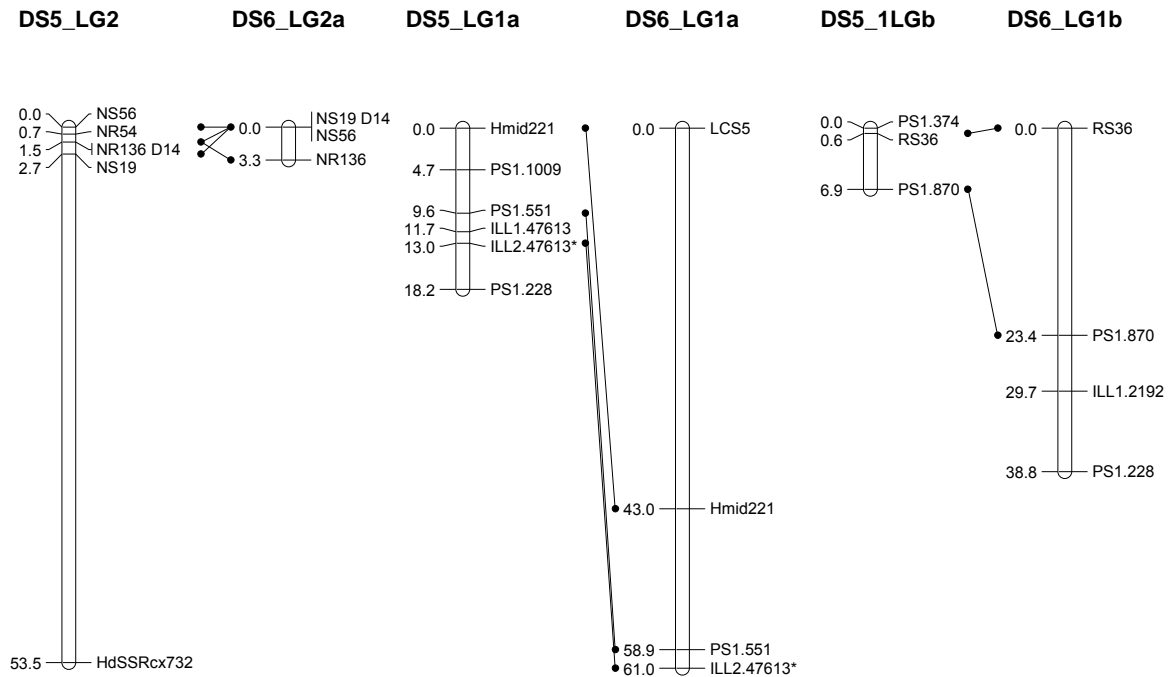 DS5_LG2
DS6_LG2a
DS5_LG1a
DS6_LG1a
DS5_1LGb
DS6_LG1b
0.0 NS56
0.7 NR54
1.5 NR136 D14
2.7 NS19
53.5 HdSSRcx732
0.0 NS19 D14
NS56
3.3 NR136
0.0 Hmid221
4.7 PS1.1009
9.6 PS1.551
11.7 ILL1.47613
13.0 ILL2.47613*
18.2 PS1.228
0.0 LCS5
43.0 Hmid221
58.9 PS1.551
61.0 ILL2.47613*
0.0 PS1.374
0.6 RS36
6.9 PS1.870
0.0 RS36
23.4 PS1.870
29.7 ILL1.2192
38.8 PS1.228